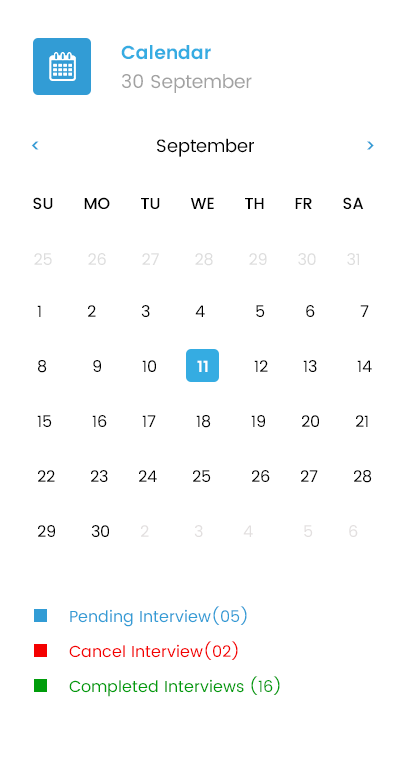 Calendar
30 September
< September >
SU MO TU WE TH FR SA
25 26 27 28 29 30 31
1 2 3 4 5 6 7
8 9 10 11 12 13 14
15 16 17 18 19 20 21
22 23 24 25 26 27 28
29 30 2 3 4 5 6
Pending Interview(05)
Cancel Interview(02)
Completed Interviews (16)